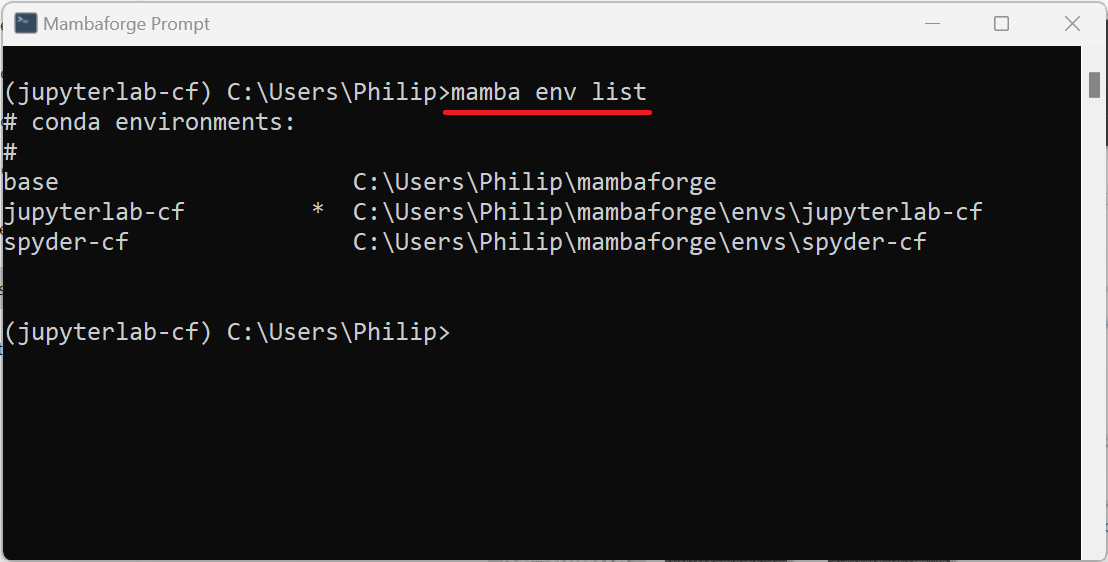 Mambaforge Prompt
(jupyterlab-cf) C:\Users\Philip>mamba env list
# conda environments:
#
base                     C:\Users\Philip\mambaforge
jupyterlab-cf         *  C:\Users\Philip\mambaforge\envs\jupyterlab-cf
spyder-cf                C:\Users\Philip\mambaforge\envs\spyder-cf
(jupyterlab-cf) C:\Users\Philip>